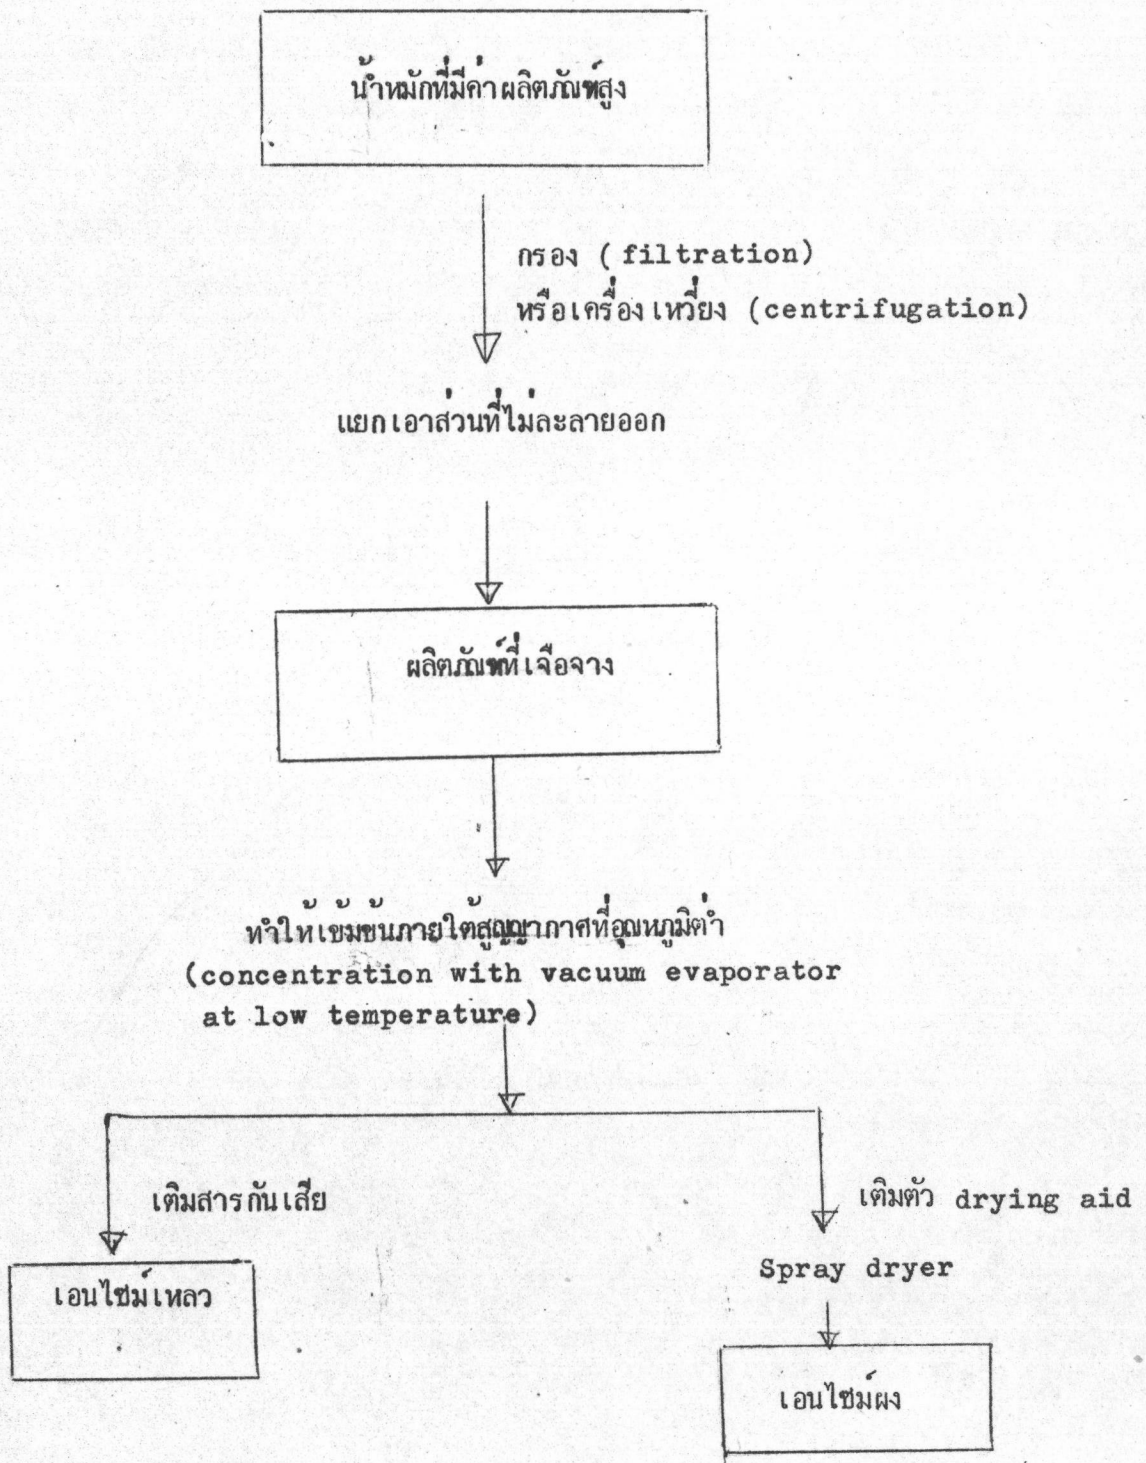 น้ำหมักที่มีค่าผลิตภัณฑ์สูง
กรอง (filtration)
หรือเครื่องเหวี่ยง (centrifugation)
แยกเอาส่วนที่ไม่ละลายออก
ผลิตภัณฑ์ที่เจือจาง
ทำให้เข้มข้นภายใต้สูญญากาศที่อุณหภูมิต่ำ
(concentration with vacuum evaporator
at low temperature)
เติมสารกันเสีย
เติมตัว drying aid
Spray dryer
เอนไซม์เหลว
เอนไซม์ผง